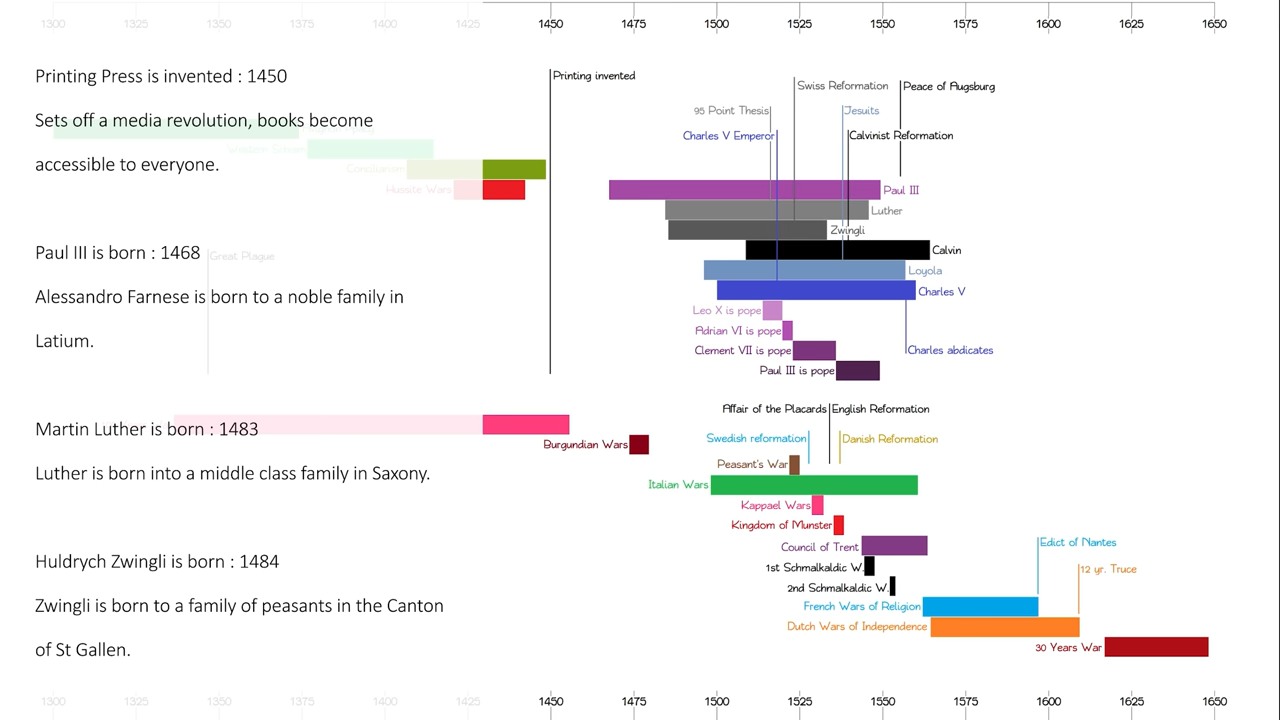 1300 1325 1350 1375 1400 1425 1450 1475 1500 1525 1550 1575 1600 1625 1650
Printing Press is invented : 1450
Sets off a media revolution, books become
accessible to everyone.
Paul III is born : 1468
Alessandro Farnese is born to a noble family in
Latium.
Martin Luther is born : 1483
Luther is born into a middle class family in Saxony.
Huldrych Zwingli is born : 1484
Zwingli is born to a family of peasants in the Canton
of St Gallen.
Western Schism
Conciliarism
Hussite Wars
Great Plague
Printing invented
Swiss Reformation
Peace of Augsburg
95 Point Thesis
Jesuits
Charles V Emperor
Calvinist Reformation
Paul III
Luther
Zwingli
Calvin
Loyola
Charles V
Leo X is pope
Adrian VI is pope
Clement VII is pope
Charles abdicates
Paul III is pope
Affair of the Placards
English Reformation
Burgundian Wars
Swedish reformation
Danish Reformation
Peasant's War
Italian Wars
Kappael Wars
Kingdom of Munster
Council of Trent
Edict of Nantes
1st Schmalkaldic W.
12 yr. Truce
2nd Schmalkaldic W.
French Wars of Religion
Dutch Wars of Independence
30 Years War
1300 1325 1350 1375 1400 1425 1450 1475 1500 1525 1550 1575 1600 1625 1650